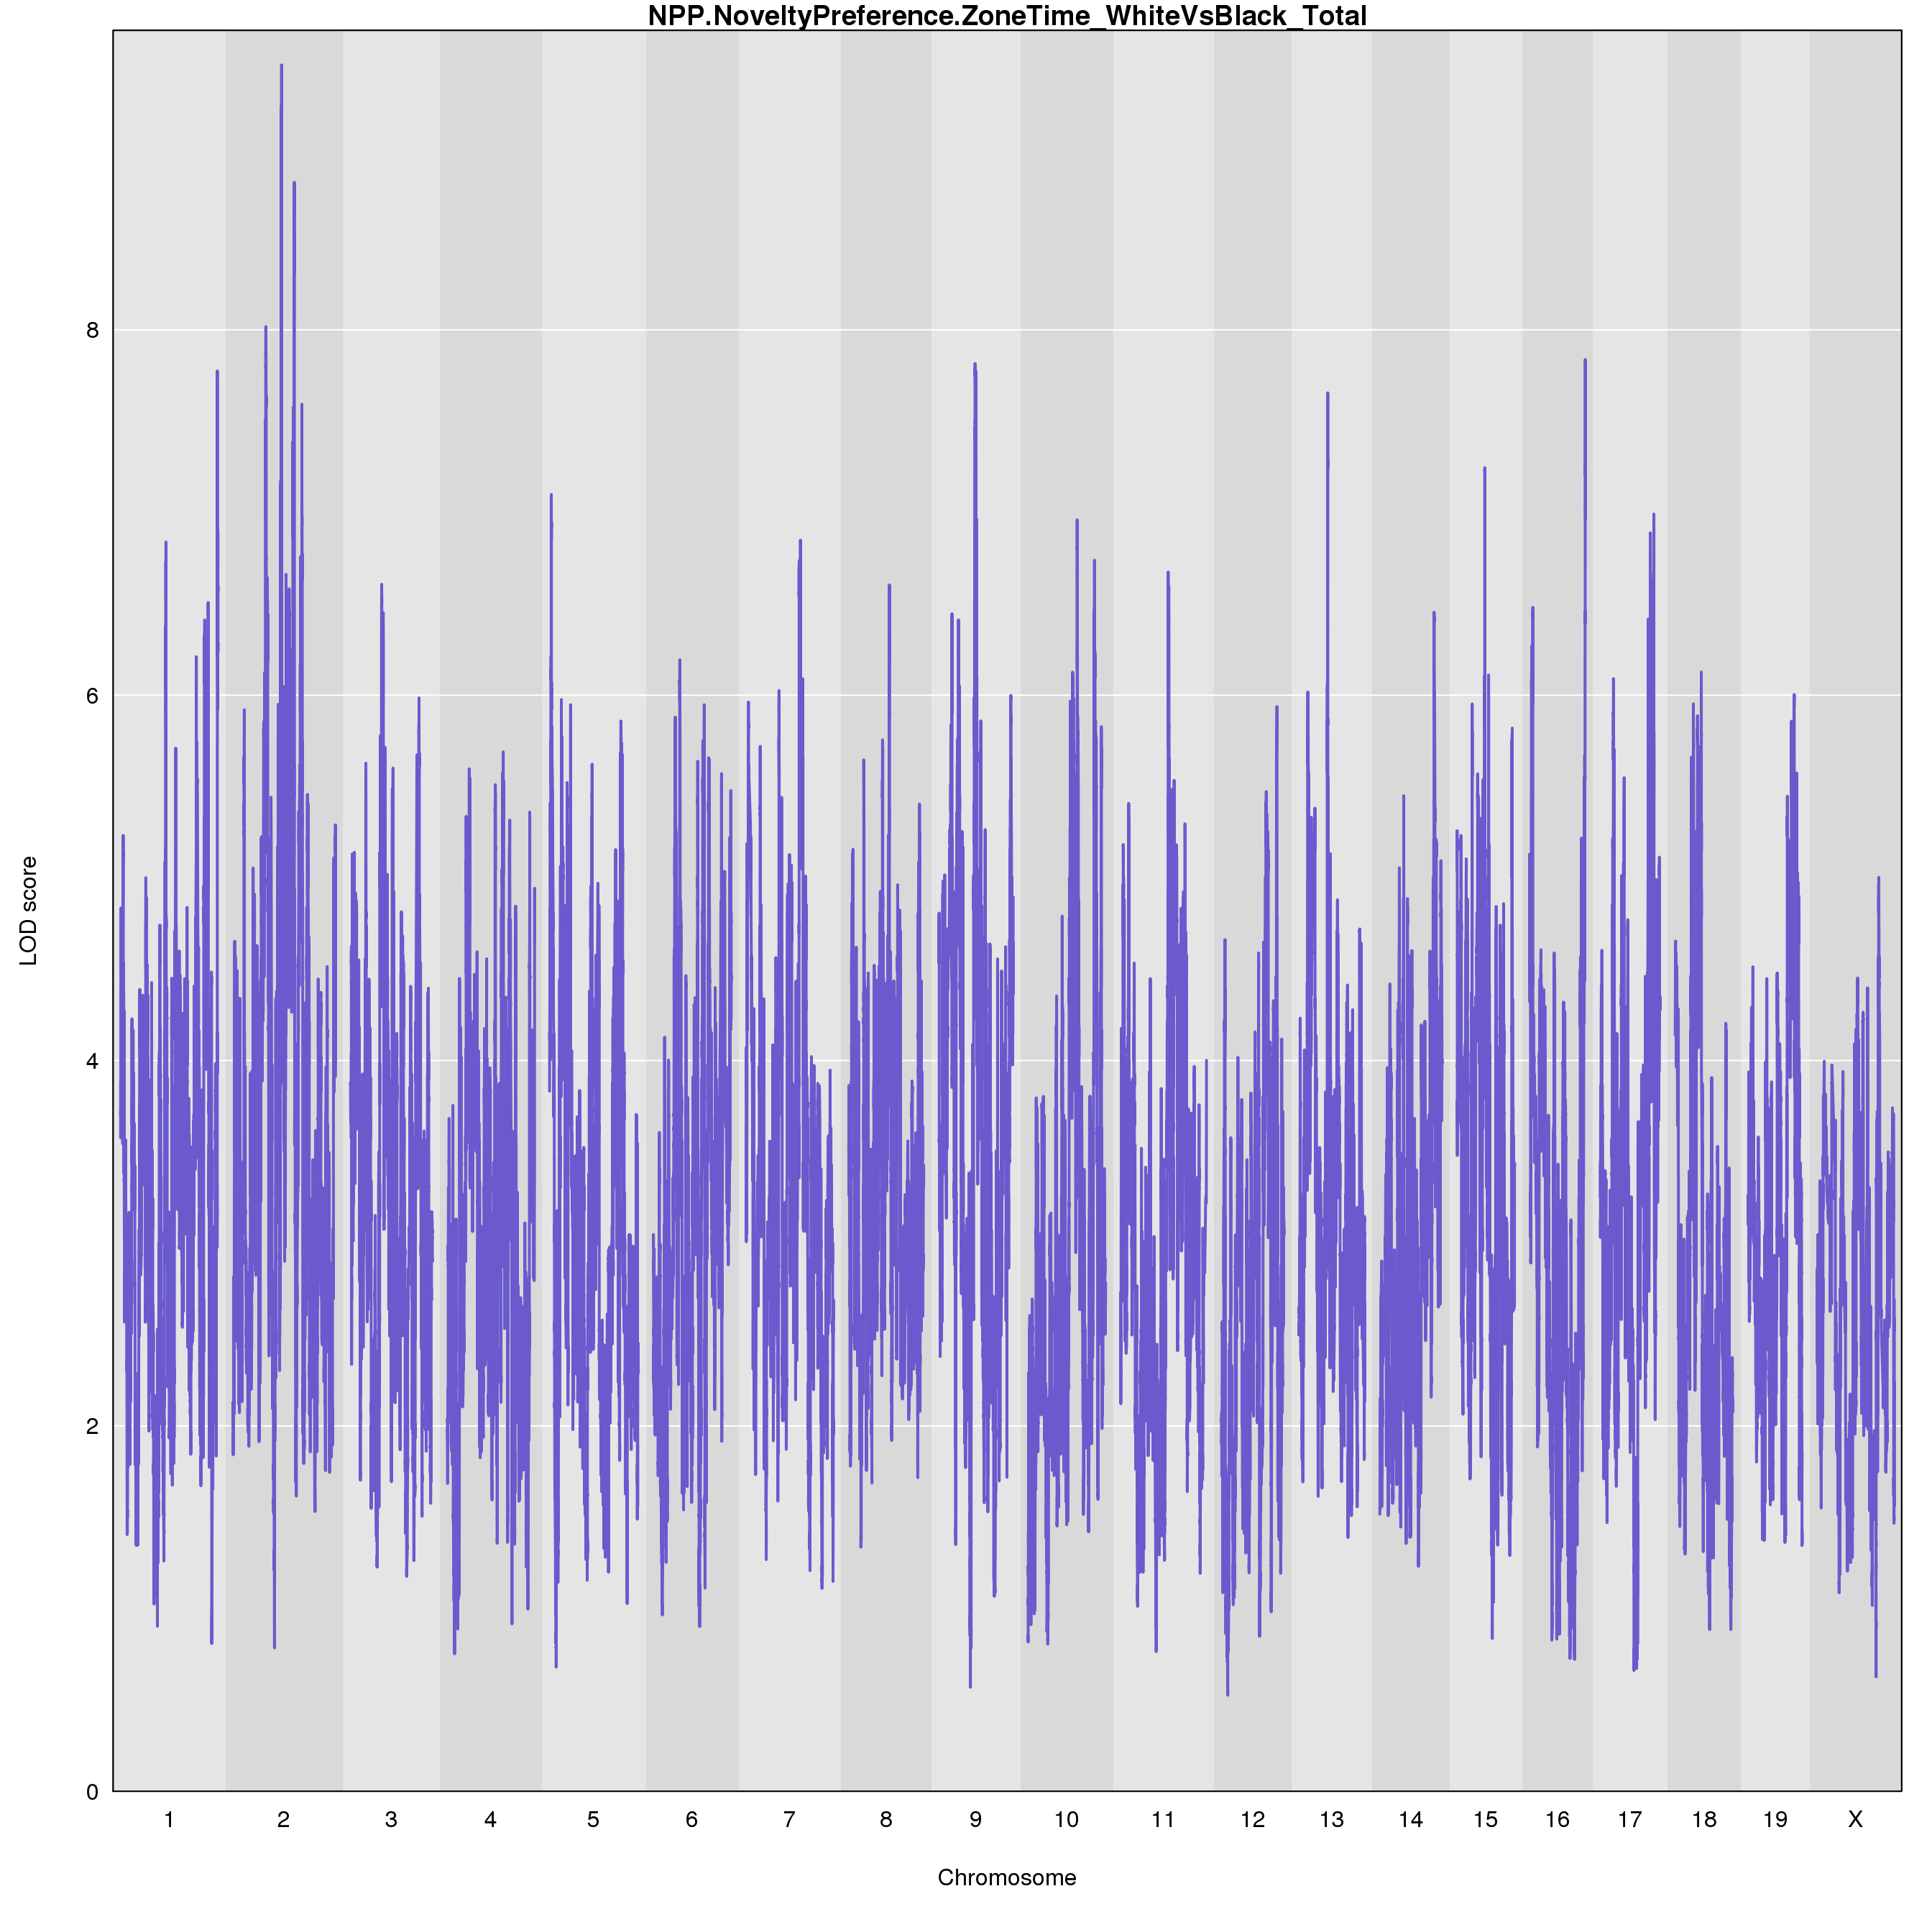 NPP.NoveltyPreference.ZoneTime_WhiteVsBlack_Total
8
6
4
2
0
LOD score
1 2 3 4 5 6 7 8 9 10 11 12 13 14 15 16 17 18 19 X
Chromosome